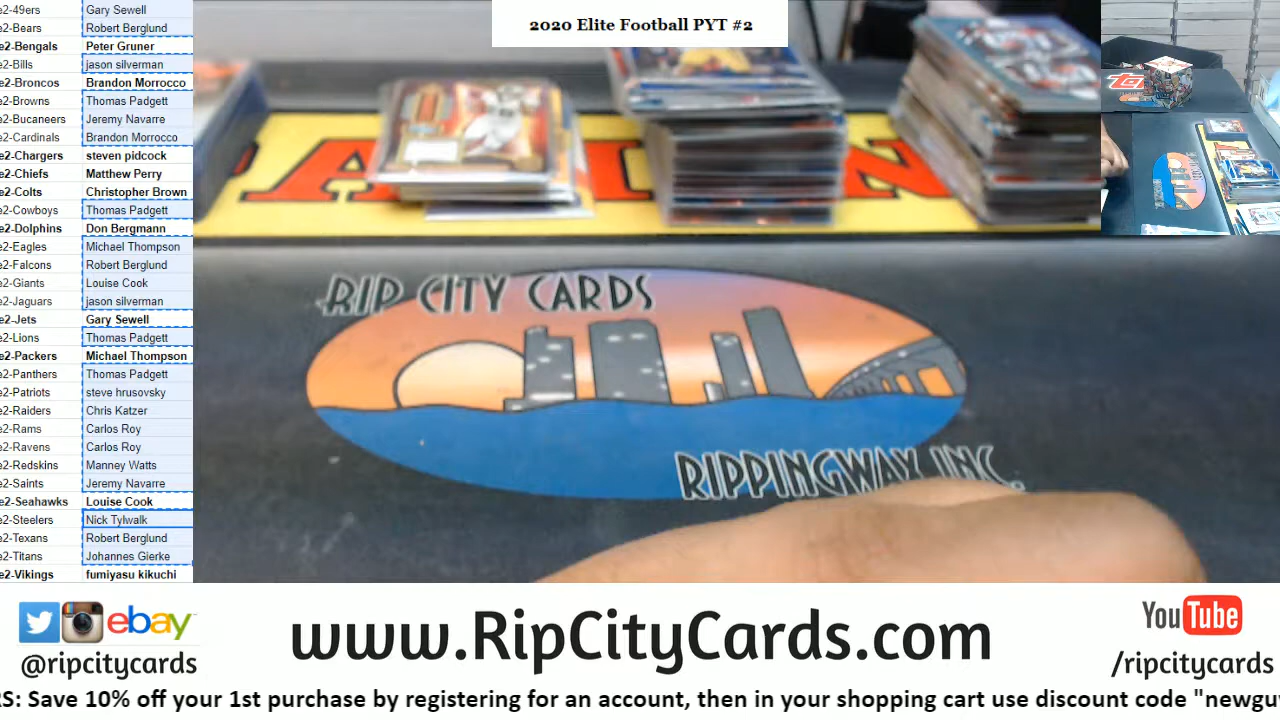 2020 Elite Football PYT #2
e2-49ers Gary Sewell
e2-Bears Robert Berglund
e2-Bengals Peter Gruner
e2-Bills jason silverman
e2-Broncos Brandon Morrocco
e2-Browns Thomas Padgett
e2-Bucaneers Jeremy Navarre
e2-Cardinals Brandon Morrocco
e2-Chargers steven pidcock
e2-Chiefs Matthew Perry
e2-Colts Christopher Brown
e2-Cowboys Thomas Padgett
e2-Dolphins Don Bergmann
e2-Eagles Michael Thompson
e2-Falcons Robert Berglund
e2-Giants Louise Cook
e2-Jaguars jason silverman
e2-Jets Gary Sewell
e2-Lions Thomas Padgett
e2-Packers Michael Thompson
e2-Panthers Thomas Padgett
e2-Patriots steve hrusovsky
e2-Raiders Chris Katzer
e2-Rams Carlos Roy
e2-Ravens Carlos Roy
e2-Redskins Manney Watts
e2-Saints Jeremy Navarre
e2-Seahawks Louise Cook
e2-Steelers Nick Tylwalk
e2-Texans Robert Berglund
e2-Titans Johannes Gierke
e2-Vikings fumiyasu kikuchi
RIP CITY CARDS
RIPPINGWAY INC.
ebay
@ripcitycards
www.RipCityCards.com
YouTube
/ripcitycards
RS: Save 10% off your 1st purchase by registering for an account, then in your shopping cart use discount code "newgu